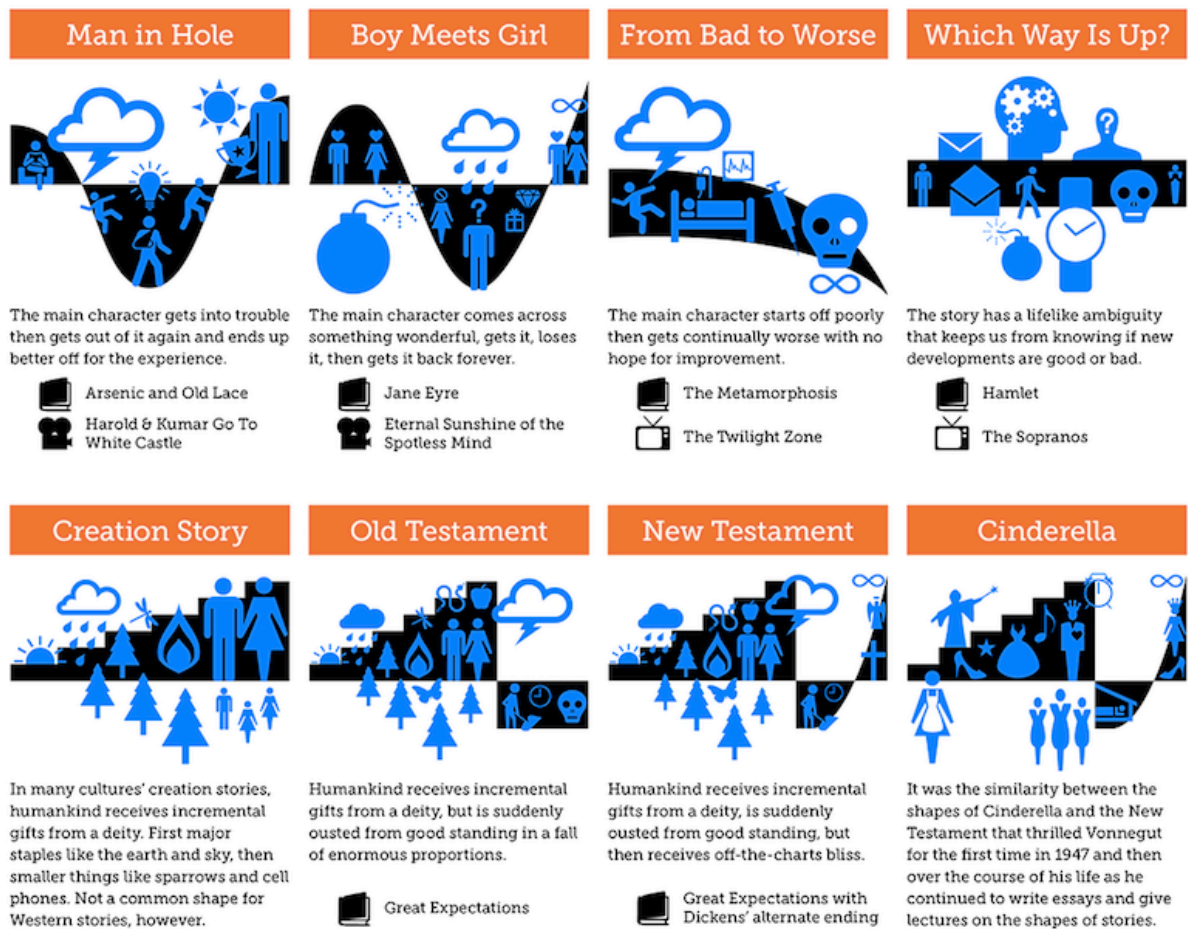 Man in Hole
The main character gets into trouble
then gets out of it again and ends up
better off for the experience.
Arsenic and Old Lace
Harold & Kumar Go To
White Castle
Boy Meets Girl
?
The main character comes across
something wonderful, gets it, loses
it, then gets it back forever.
Jane Eyre
Eternal Sunshine of the
Spotless Mind
From Bad to Worse
The main character starts off poorly
then gets continually worse with no
hope for improvement.
The Metamorphosis
The Twilight Zone
Which Way Is Up?
?
The story has a lifelike ambiguity
that keeps us from knowing if new
developments are good or bad.
Hamlet
The Sopranos
Creation Story
In many cultures' creation stories,
humankind receives incremental
gifts from a deity. First major
staples like the earth and sky, then
smaller things like sparrows and cell
phones. Not a common shape for
Western stories, however.
Old Testament
Humankind receives incremental
gifts from a deity, but is suddenly
ousted from good standing in a fall
of enormous proportions.
Great Expectations
New Testament
Humankind receives incremental
gifts from a deity, is suddenly
ousted from good standing, but
then receives off-the-charts bliss.
Great Expectations with
Dickens' alternate ending
Cinderella
It was the similarity between the
shapes of Cinderella and the New
Testament that thrilled Vonnegut
for the first time in 1947 and then
over the course of his life as he
continued to write essays and give
lectures on the shapes of stories.